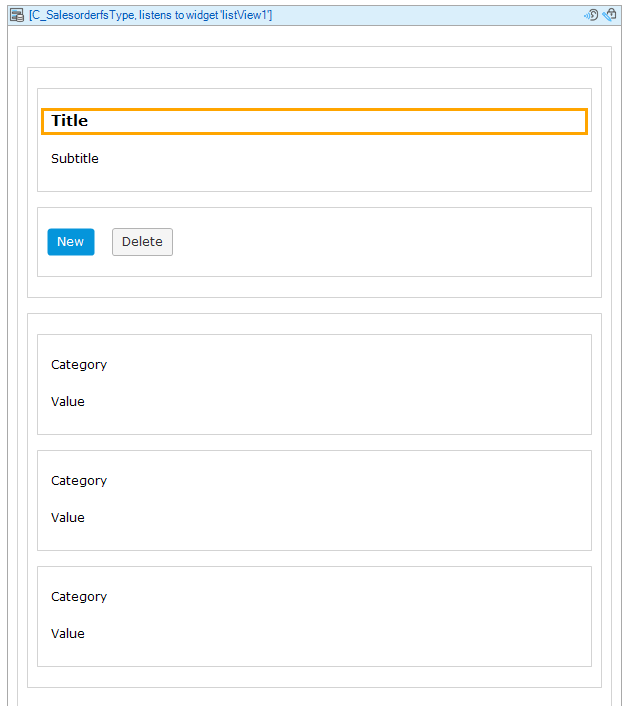 [C_SalesorderfsType, listens to widget 'listView1']
Title
Subtitle
New Delete
Category
Value
Category
Value
Category
Value